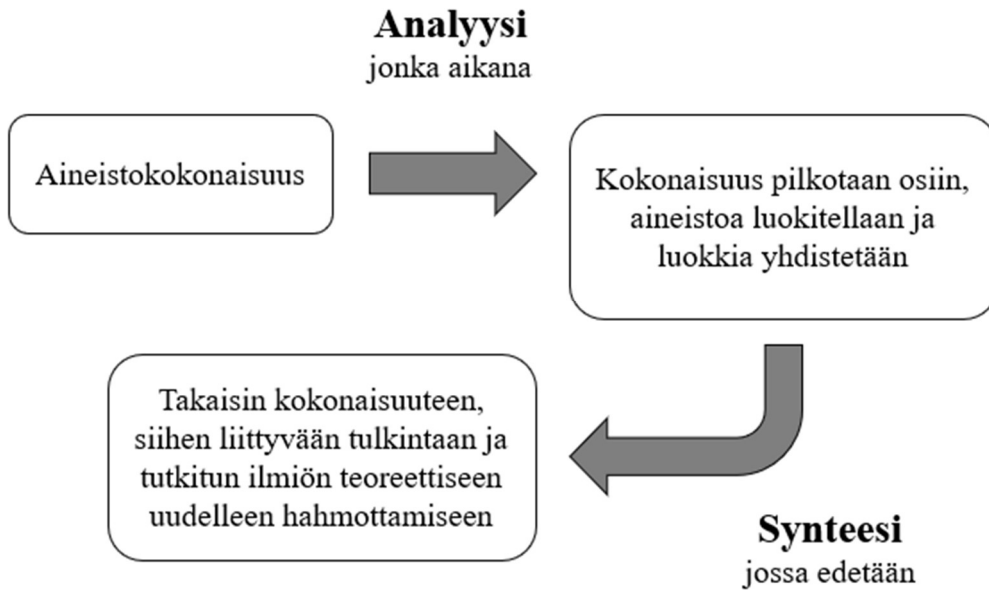 Analyysi
jonka aikana
Aineistokokonaisuus
Kokonaisuus pilkotaan osiin,
aineistoa luokitellaan ja
luokkia yhdistetään
Takaisin kokonaisuuteen,
siihen liittyvään tulkintaan ja
tutkitun ilmiön teoreettiseen
uudelleen hahmottamiseen
Synteesi
jossa edetään